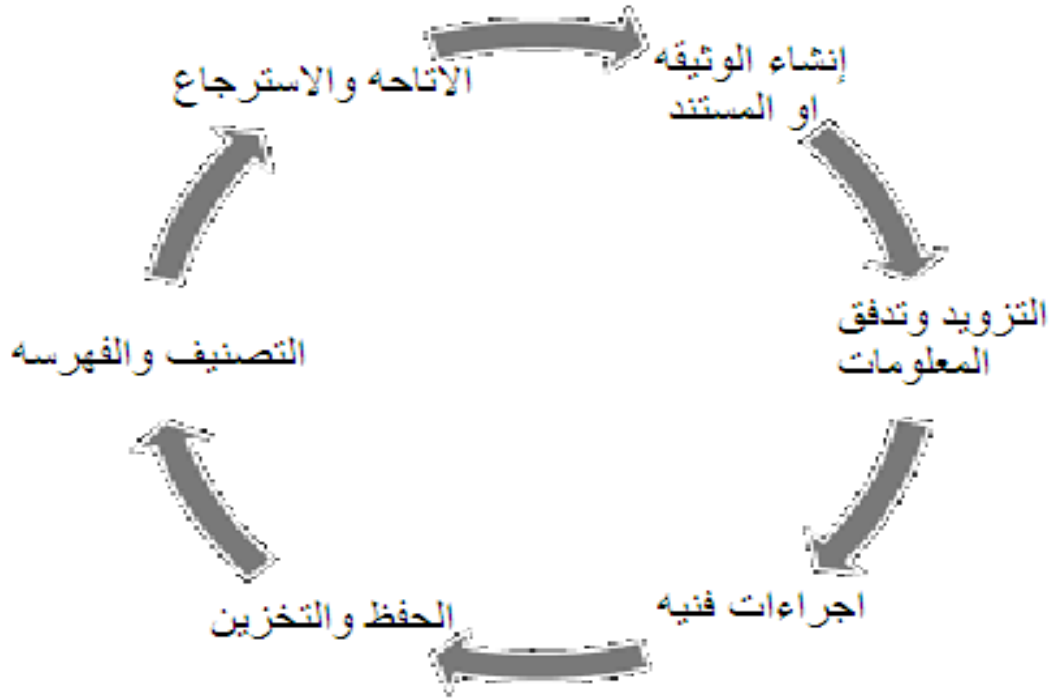 إنشاء الوثيقه
او المستند
التزويد وتدفق
المعلومات
اجراءات فنيه
الحفظ والتخزين
التصنيف والفهرسه
الاتاحه والاسترجاع